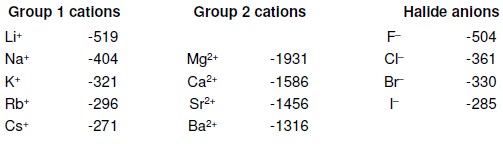 Group 1 cations Group 2 cations Halide anions
Li⁺ -519 F⁻ -504
Na⁺ -404 Mg²⁺ -1931 Cl⁻ -361
K⁺ -321 Ca²⁺ -1586 Br⁻ -330
Rb⁺ -296 Sr²⁺ -1456 I⁻ -285
Cs⁺ -271 Ba²⁺ -1316